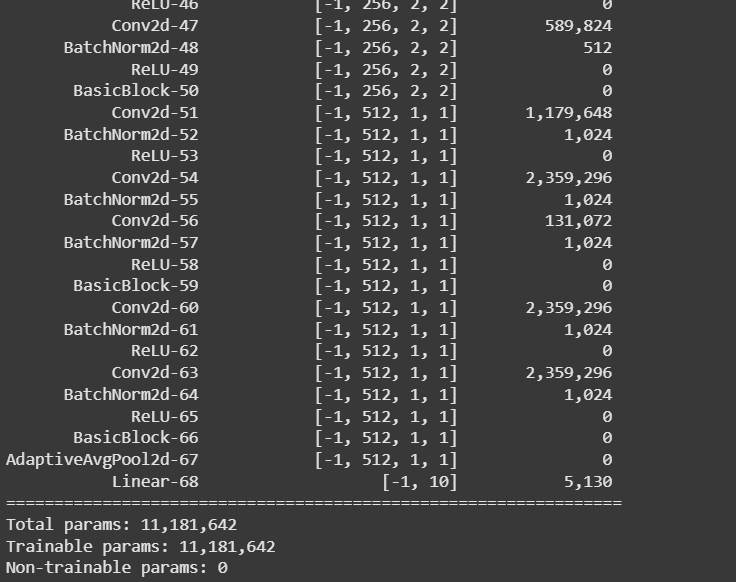 ReLU-46 [-1, 256, 2, 2] 0
Conv2d-47 [-1, 256, 2, 2] 589,824
BatchNorm2d-48 [-1, 256, 2, 2] 512
ReLU-49 [-1, 256, 2, 2] 0
BasicBlock-50 [-1, 256, 2, 2] 0
Conv2d-51 [-1, 512, 1, 1] 1,179,648
BatchNorm2d-52 [-1, 512, 1, 1] 1,024
ReLU-53 [-1, 512, 1, 1] 0
Conv2d-54 [-1, 512, 1, 1] 2,359,296
BatchNorm2d-55 [-1, 512, 1, 1] 1,024
Conv2d-56 [-1, 512, 1, 1] 131,072
BatchNorm2d-57 [-1, 512, 1, 1] 1,024
ReLU-58 [-1, 512, 1, 1] 0
BasicBlock-59 [-1, 512, 1, 1] 0
Conv2d-60 [-1, 512, 1, 1] 2,359,296
BatchNorm2d-61 [-1, 512, 1, 1] 1,024
ReLU-62 [-1, 512, 1, 1] 0
Conv2d-63 [-1, 512, 1, 1] 2,359,296
BatchNorm2d-64 [-1, 512, 1, 1] 1,024
ReLU-65 [-1, 512, 1, 1] 0
BasicBlock-66 [-1, 512, 1, 1] 0
AdaptiveAvgPool2d-67 [-1, 512, 1, 1] 0
Linear-68 [-1, 10] 5,130
================================================================
Total params: 11,181,642
Trainable params: 11,181,642
Non-trainable params: 0